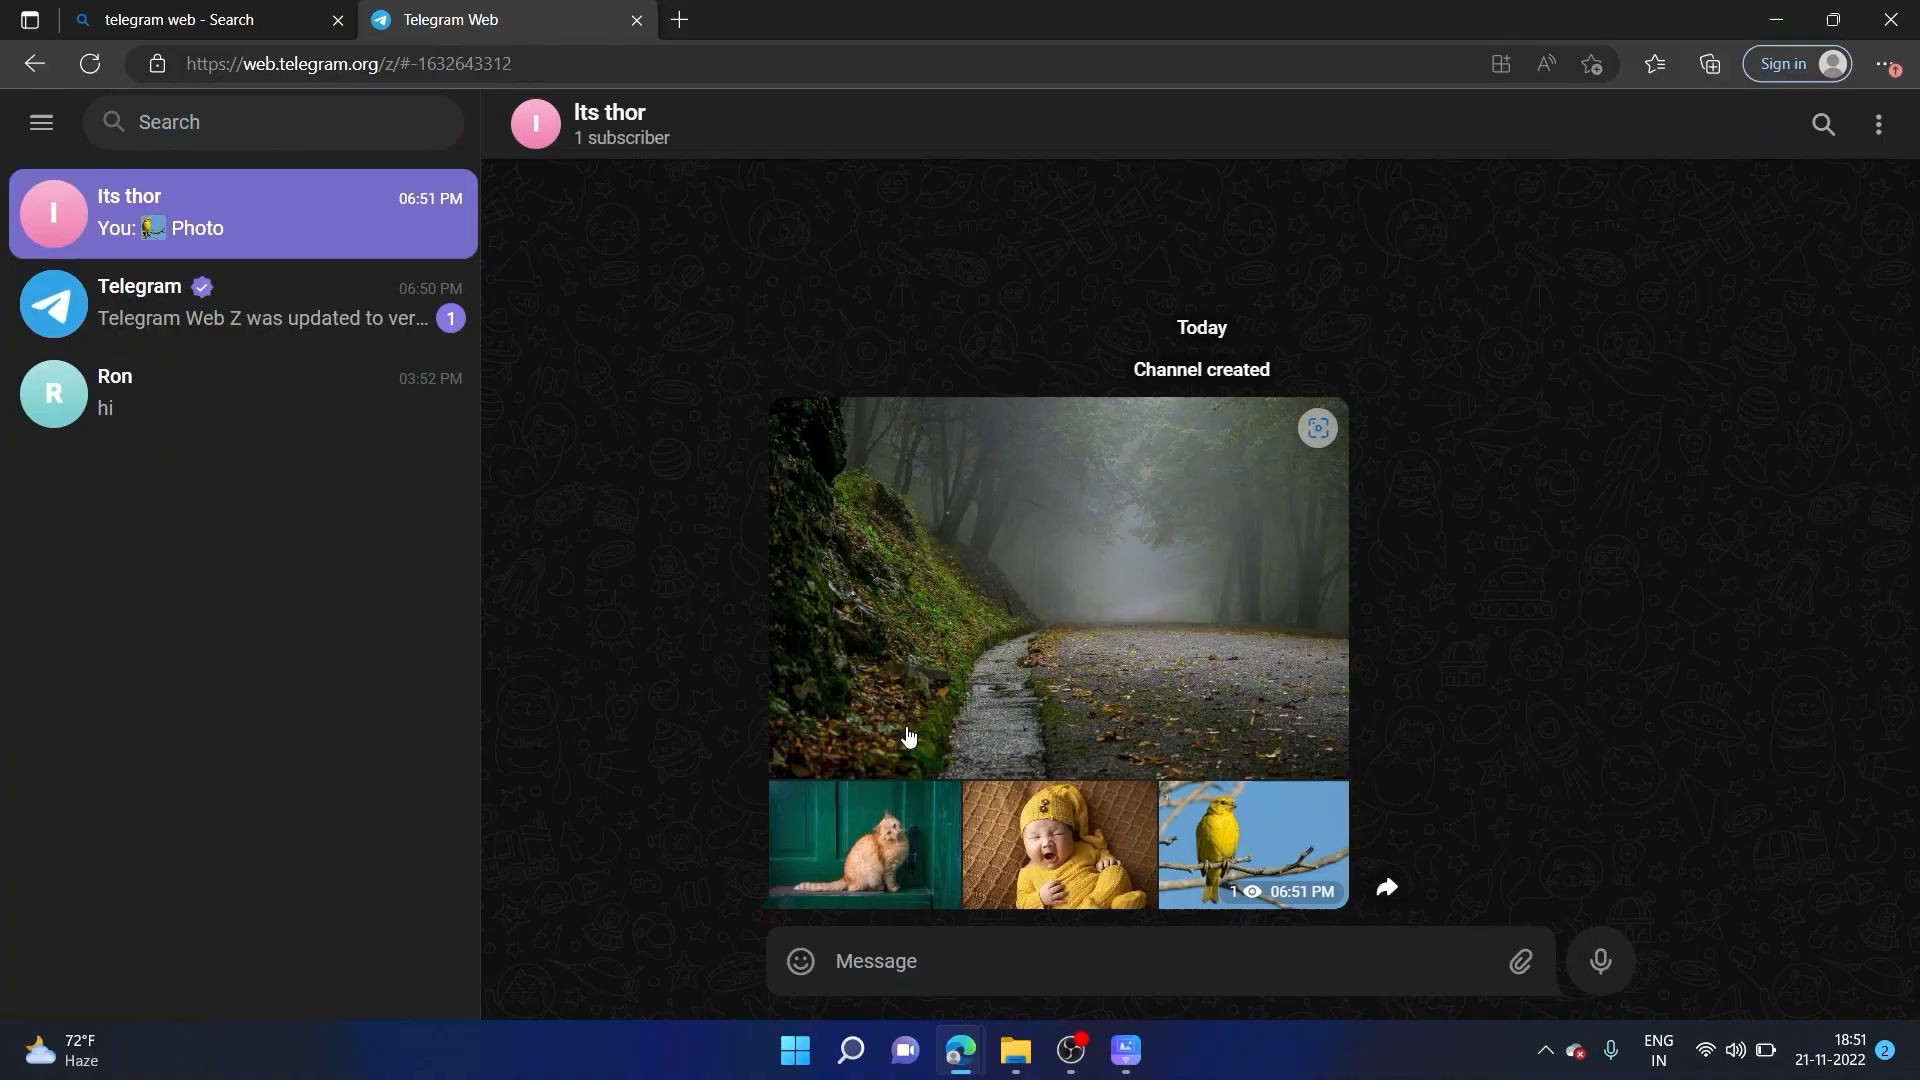 telegram web - Search
Telegram Web
https://web.telegram.org/z/#-1632643312
Sign in
Search
I
Its thor
1 subscriber
I
Its thor
06:51 PM
You: Photo
Telegram
06:50 PM
Telegram Web Z was updated to ver...
1
R
Ron
03:52 PM
hi
Today
Channel created
1 06:51 PM
Message
72°F
Haze
ENG
IN
18:51
21-11-2022
2